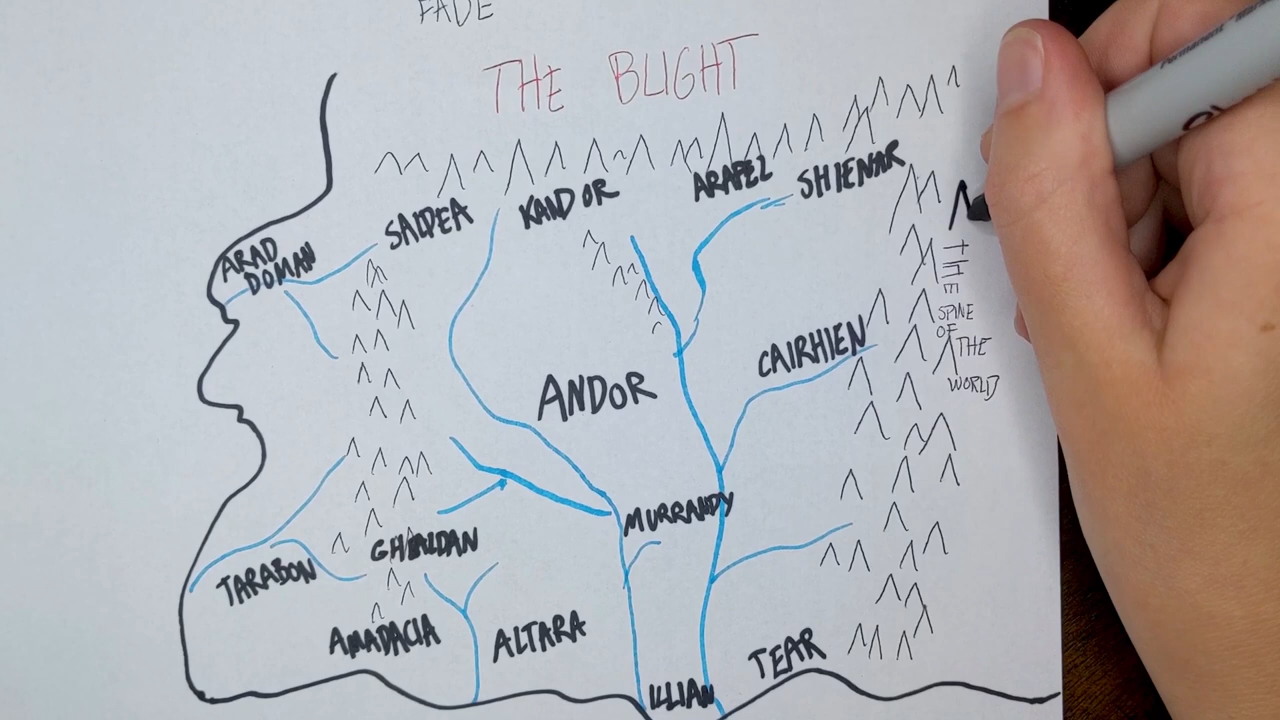 FADE
THE BLIGHT
SALDEA
KANDOR
ARAFEL
SHIENAR
ARAD
DOMAN
THE
SPINE
OF
THE
WORLD
CAIRHIEN
ANDOR
MURRANDY
GHEALDAN
TARABON
AMADACIA
ALTARA
TEAR
ILLIAN